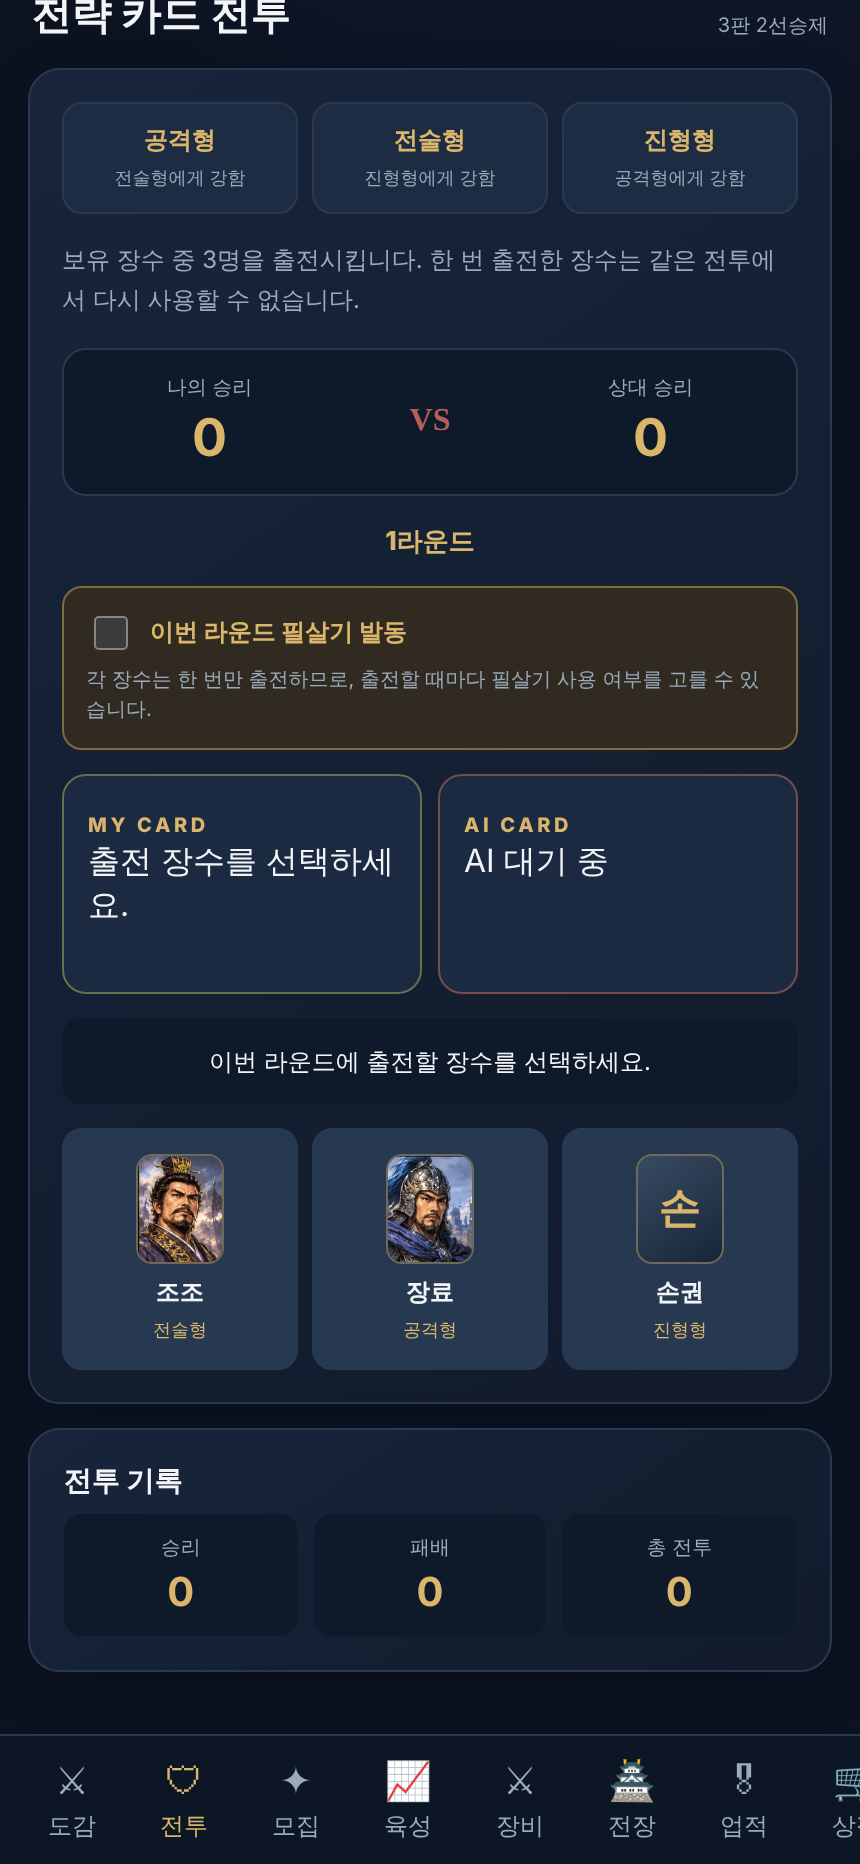 전략 카드 전투
3판 2선승제
공격형
전술형에게 강함
전술형
진형형에게 강함
진형형
공격형에게 강함
보유 장수 중 3명을 출전시킵니다. 한 번 출전한 장수는 같은 전투에
서 다시 사용할 수 없습니다.
나의 승리
0
VS
상대 승리
0
1라운드
이번 라운드 필살기 발동
각 장수는 한 번만 출전하므로, 출전할 때마다 필살기 사용 여부를 고를 수 있
습니다.
MY CARD
출전 장수를 선택하세
요.
AI CARD
AI 대기 중
이번 라운드에 출전할 장수를 선택하세요.
조조
전술형
장료
공격형
손
손권
진형형
전투 기록
승리
0
패배
0
총 전투
0
도감
전투
모집
육성
장비
전장
업적